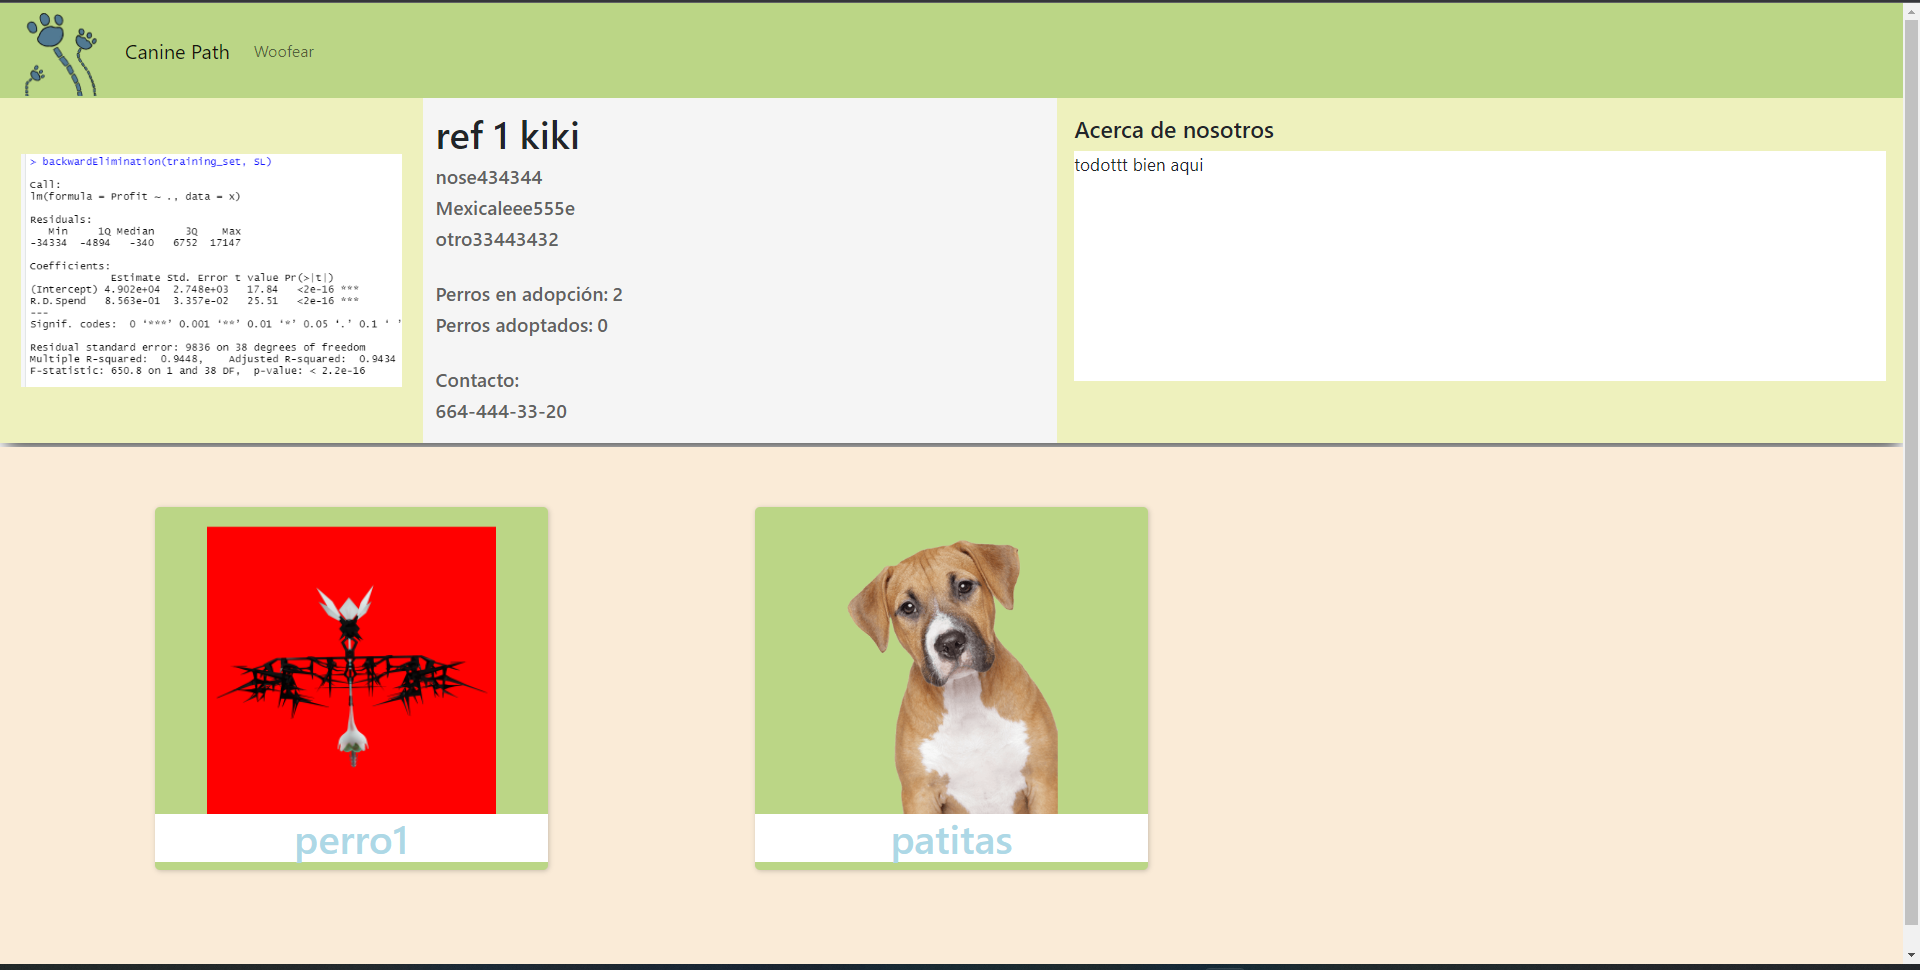 Canine Path
Woofear
> backwardElimination(training_set, SL)
Call:
lm(formula = Profit ~ ., data = x)
Residuals:
Min 1Q Median 3Q Max
-34334 -4894 -340 6752 17147
Coefficients:
Estimate Std. Error t value Pr(>|t|)
(Intercept) 4.902e+04 2.748e+03 17.84 <2e-16 ***
R.D.Spend 8.563e-01 3.357e-02 25.51 <2e-16 ***
---
Signif. codes: 0 ‘***’ 0.001 ‘**’ 0.01 ‘*’ 0.05 ‘.’ 0.1 ‘ ’
Residual standard error: 9836 on 38 degrees of freedom
Multiple R-squared: 0.9448, Adjusted R-squared: 0.9434
F-statistic: 650.8 on 1 and 38 DF, p-value: < 2.2e-16
ref 1 kiki
nose434344
Mexicaleee555e
otro33443432
Perros en adopción: 2
Perros adoptados: 0
Contacto:
664-444-33-20
Acerca de nosotros
todottt bien aqui
perro1
patitas